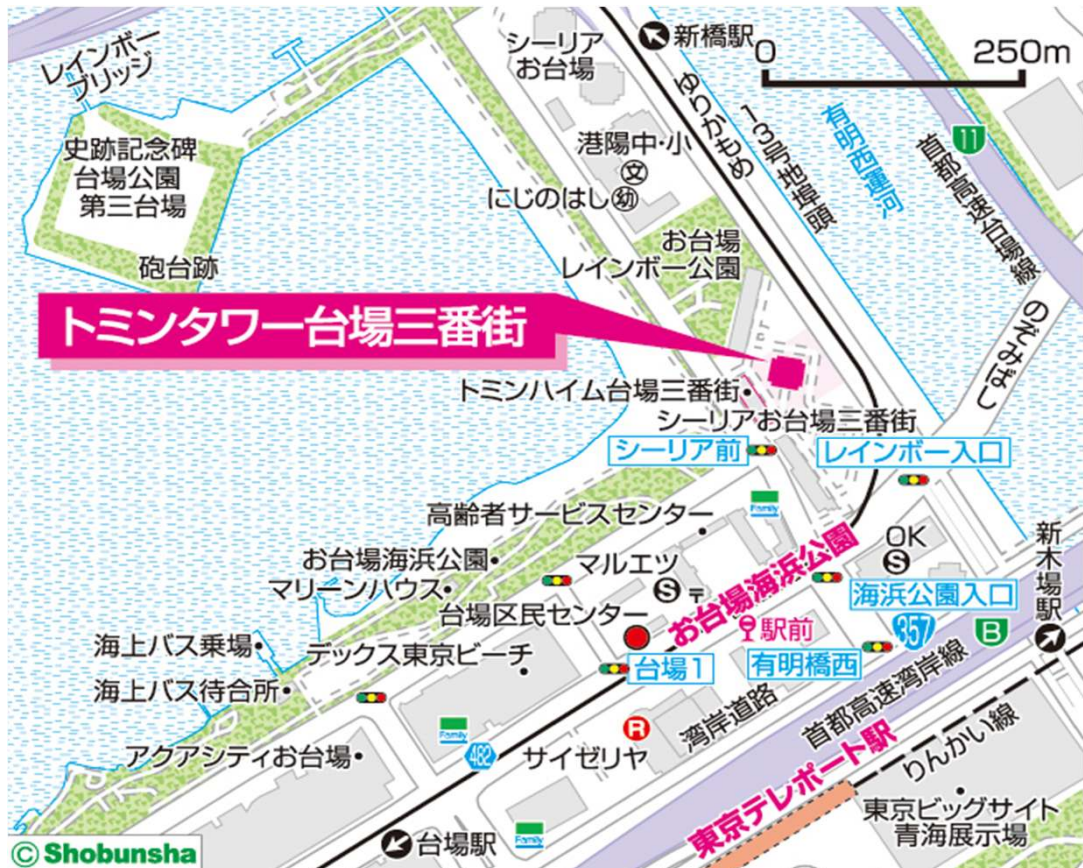 レインボー
ブリッジ
シーリア
お台場
新橋駅
0
250m
史跡記念碑
台場公園
第三台場
砲台跡
港陽中・小
文
にじのはし
幼
ゆりかもめ
13号地埠頭
有明西運河
11
首都高速台場線
お台場
レインボー公園
のぞみばし
トミンタワー台場三番街
トミンハイム台場三番街
シーリアお台場三番街
シーリア前
レインボー入口
高齢者サービスセンター
Family
お台場海浜公園
OK
S
新木場駅
お台場海浜公園
マリーンハウス
マルエツ
S
〒
台場区民センター
駅前
海浜公園入口
357
B
海上バス乗場
デックス東京ビーチ
台場1
有明橋西
海上バス待合所
湾岸道路
首都高速湾岸線
Family
R
アクアシティお台場
482
サイゼリヤ
りんかい線
東京テレポート駅
東京ビッグサイト
青海展示場
台場駅
Family
© Shobunsha